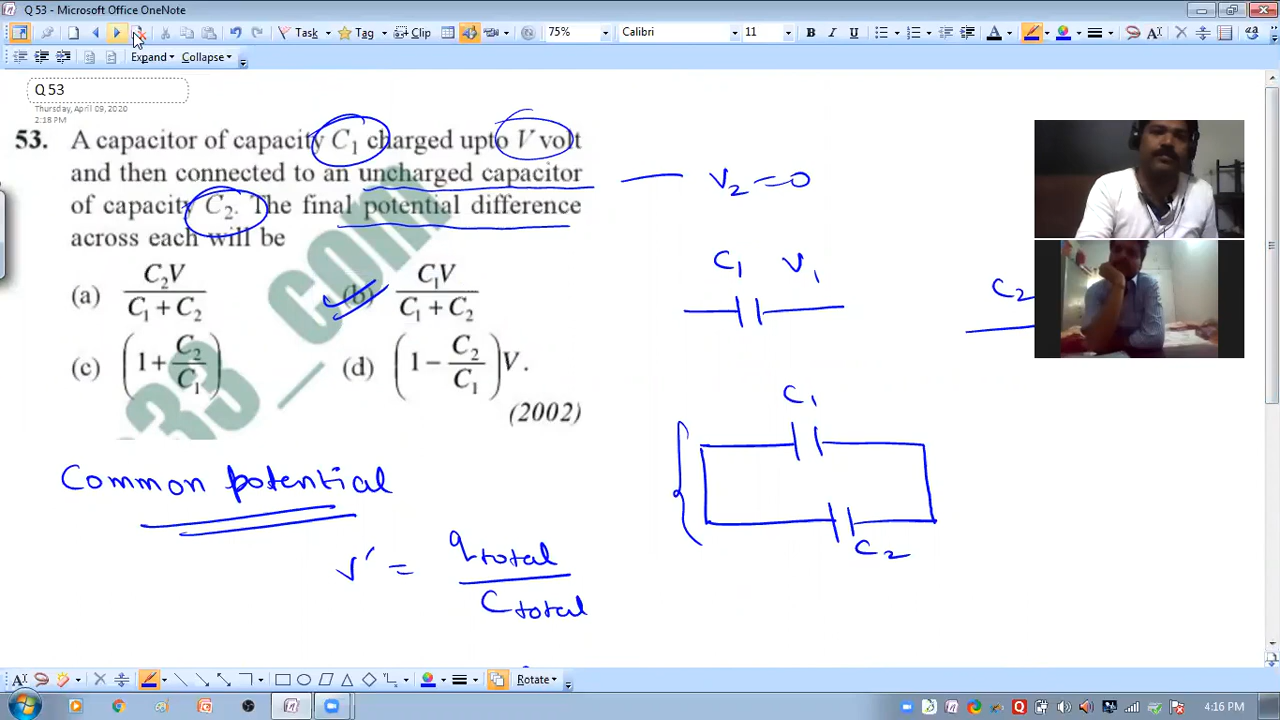 Q 53 - Microsoft Office OneNote
Task
Tag
Clip
75%
Calibri
11
Expand
Collapse
Q 53
Thursday, April 09, 2020
2:18 PM
53. A capacitor of capacity C₁ charged upto V volt
and then connected to an uncharged capacitor
of capacity C₂. The final potential difference
across each will be
(a) C₂V / C₁ + C₂
(b) C₁V / C₁ + C₂
(c) (1 + C₂/C₁)
(d) (1 − C₂/C₁)V.
(2002)
V₂ = 0
C₁ V₁
C₂
C₁
C₂
Common potential
V′ = q total / C total
Rotate
4:16 PM